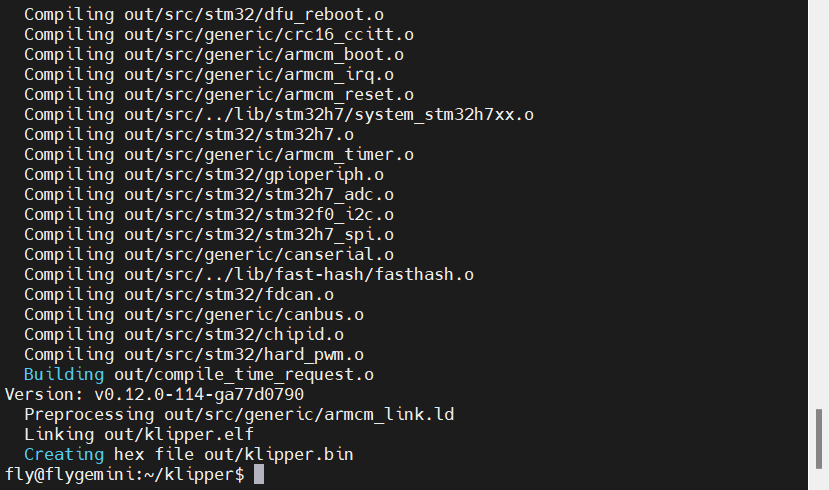 Compiling out/src/stm32/dfu_reboot.o
Compiling out/src/generic/crc16_ccitt.o
Compiling out/src/generic/armcm_boot.o
Compiling out/src/generic/armcm_irq.o
Compiling out/src/generic/armcm_reset.o
Compiling out/src/../lib/stm32h7/system_stm32h7xx.o
Compiling out/src/stm32/stm32h7.o
Compiling out/src/generic/armcm_timer.o
Compiling out/src/stm32/gpioperiph.o
Compiling out/src/stm32/stm32h7_adc.o
Compiling out/src/stm32/stm32f0_i2c.o
Compiling out/src/stm32/stm32h7_spi.o
Compiling out/src/generic/canserial.o
Compiling out/src/../lib/fast-hash/fasthash.o
Compiling out/src/stm32/fdcan.o
Compiling out/src/generic/canbus.o
Compiling out/src/stm32/chipid.o
Compiling out/src/stm32/hard_pwm.o
Building out/compile_time_request.o
Version: v0.12.0-114-ga77d0790
Preprocessing out/src/generic/armcm_link.ld
Linking out/klipper.elf
Creating hex file out/klipper.bin
fly@flygemini:~/klipper$